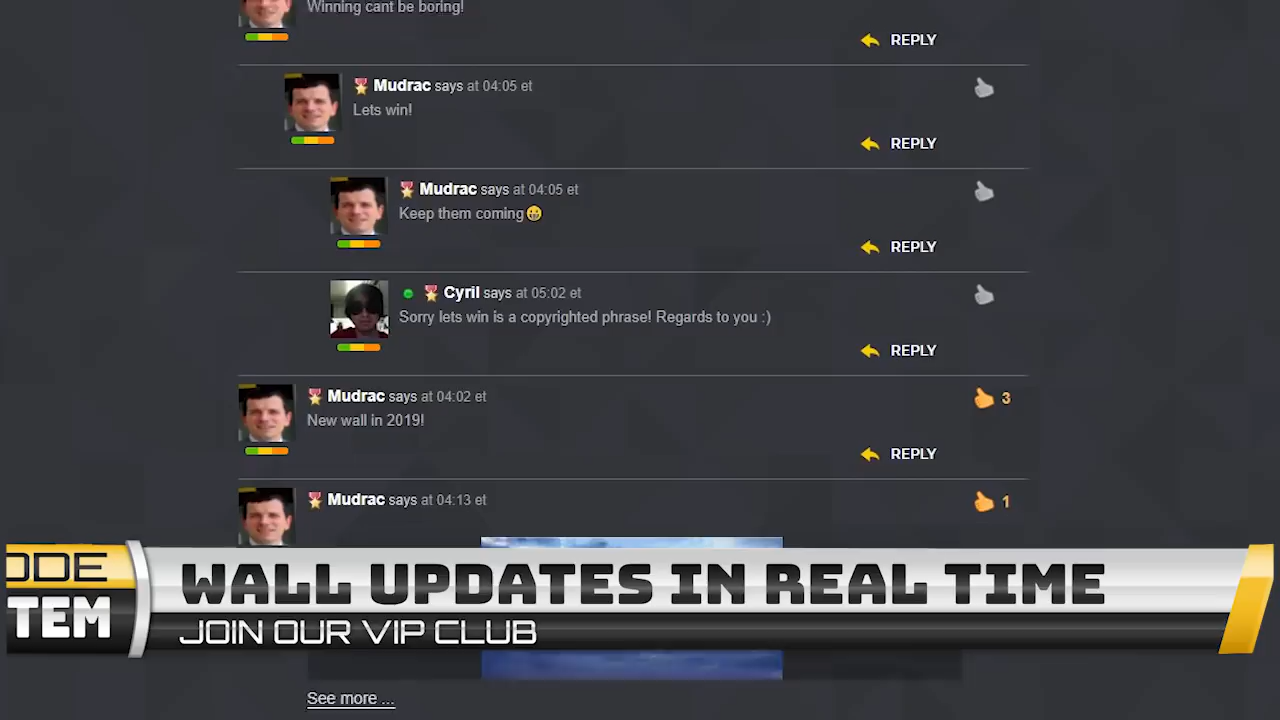 Winning cant be boring!
REPLY
Mudrac says at 04:05 et
Lets win!
REPLY
Mudrac says at 04:05 et
Keep them coming😁
REPLY
Cyril says at 05:02 et
Sorry lets win is a copyrighted phrase! Regards to you :)
REPLY
Mudrac says at 04:02 et
3
New wall in 2019!
REPLY
Mudrac says at 04:13 et
1
ODE
TEM
WALL UPDATES IN REAL TIME
JOIN OUR VIP CLUB
See more ...